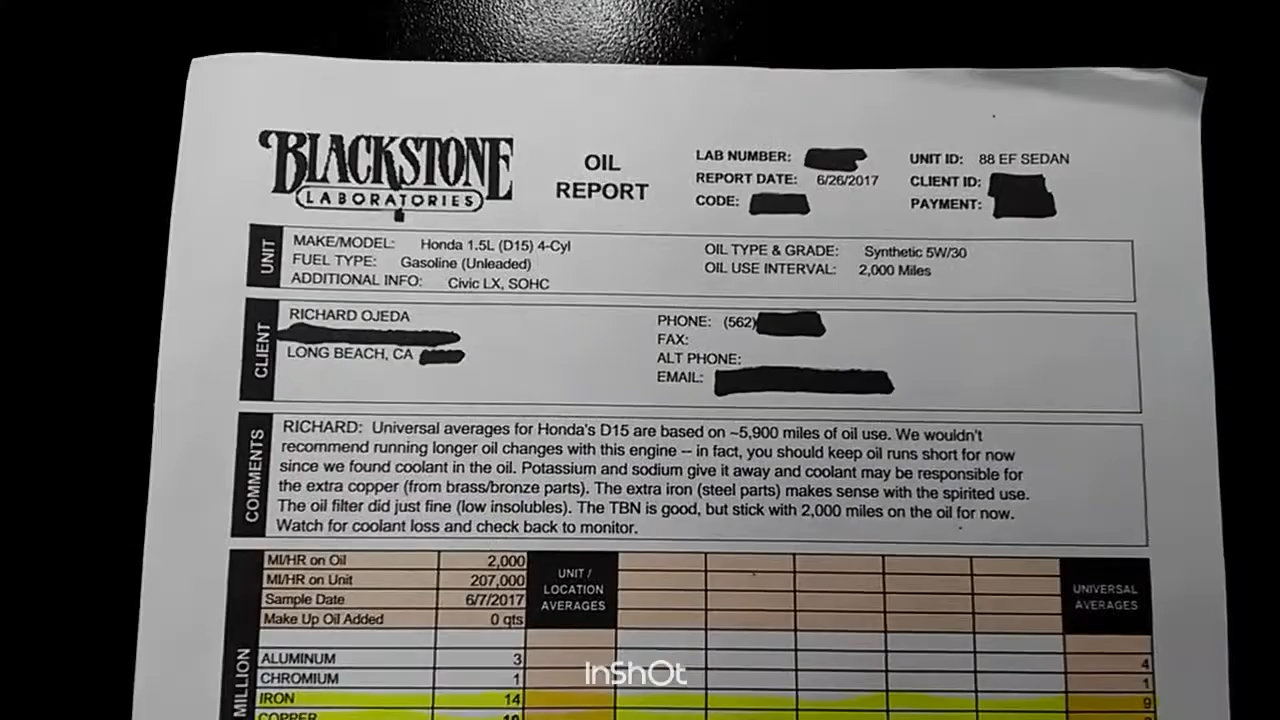 BLACKSTONE
LABORATORIES
OIL
REPORT
LAB NUMBER:
REPORT DATE: 6/26/2017
CODE:
UNIT ID: 88 EF SEDAN
CLIENT ID:
PAYMENT:
UNIT
MAKE/MODEL: Honda 1.5L (D15) 4-Cyl
FUEL TYPE: Gasoline (Unleaded)
ADDITIONAL INFO: Civic LX, SOHC
OIL TYPE & GRADE: Synthetic 5W/30
OIL USE INTERVAL: 2,000 Miles
CLIENT
RICHARD OJEDA
LONG BEACH, CA
PHONE: (562)
FAX:
ALT PHONE:
EMAIL:
COMMENTS
RICHARD: Universal averages for Honda's D15 are based on ~5,900 miles of oil use. We wouldn't
recommend running longer oil changes with this engine -- in fact, you should keep oil runs short for now
since we found coolant in the oil. Potassium and sodium give it away and coolant may be responsible for
the extra copper (from brass/bronze parts). The extra iron (steel parts) makes sense with the spirited use.
The oil filter did just fine (low insolubles). The TBN is good, but stick with 2,000 miles on the oil for now.
Watch for coolant loss and check back to monitor.
MI/HR on Oil 2,000
MI/HR on Unit 207,000
Sample Date 6/7/2017
Make Up Oil Added 0 qts
UNIT /
LOCATION
AVERAGES
UNIVERSAL
AVERAGES
MILLION
ALUMINUM 3 4
CHROMIUM 1 1
IRON 14 9
COPPER
InShOt